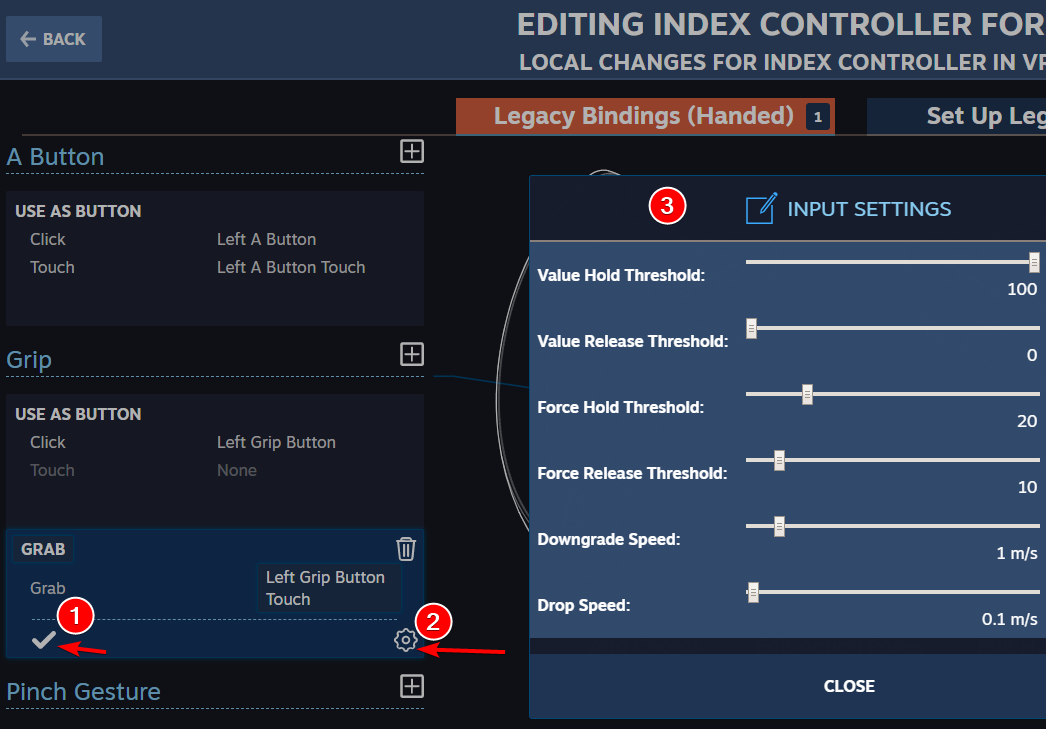 BACK
EDITING INDEX CONTROLLER FOR
LOCAL CHANGES FOR INDEX CONTROLLER IN VR
Legacy Bindings (Handed) 1
Set Up Leg
A Button
USE AS BUTTON
Click Left A Button
Touch Left A Button Touch
Grip
USE AS BUTTON
Click Left Grip Button
Touch None
GRAB
Grab Left Grip Button
Touch
1
2
Pinch Gesture
3 INPUT SETTINGS
Value Hold Threshold:
100
Value Release Threshold:
0
Force Hold Threshold:
20
Force Release Threshold:
10
Downgrade Speed:
1 m/s
Drop Speed:
0.1 m/s
CLOSE